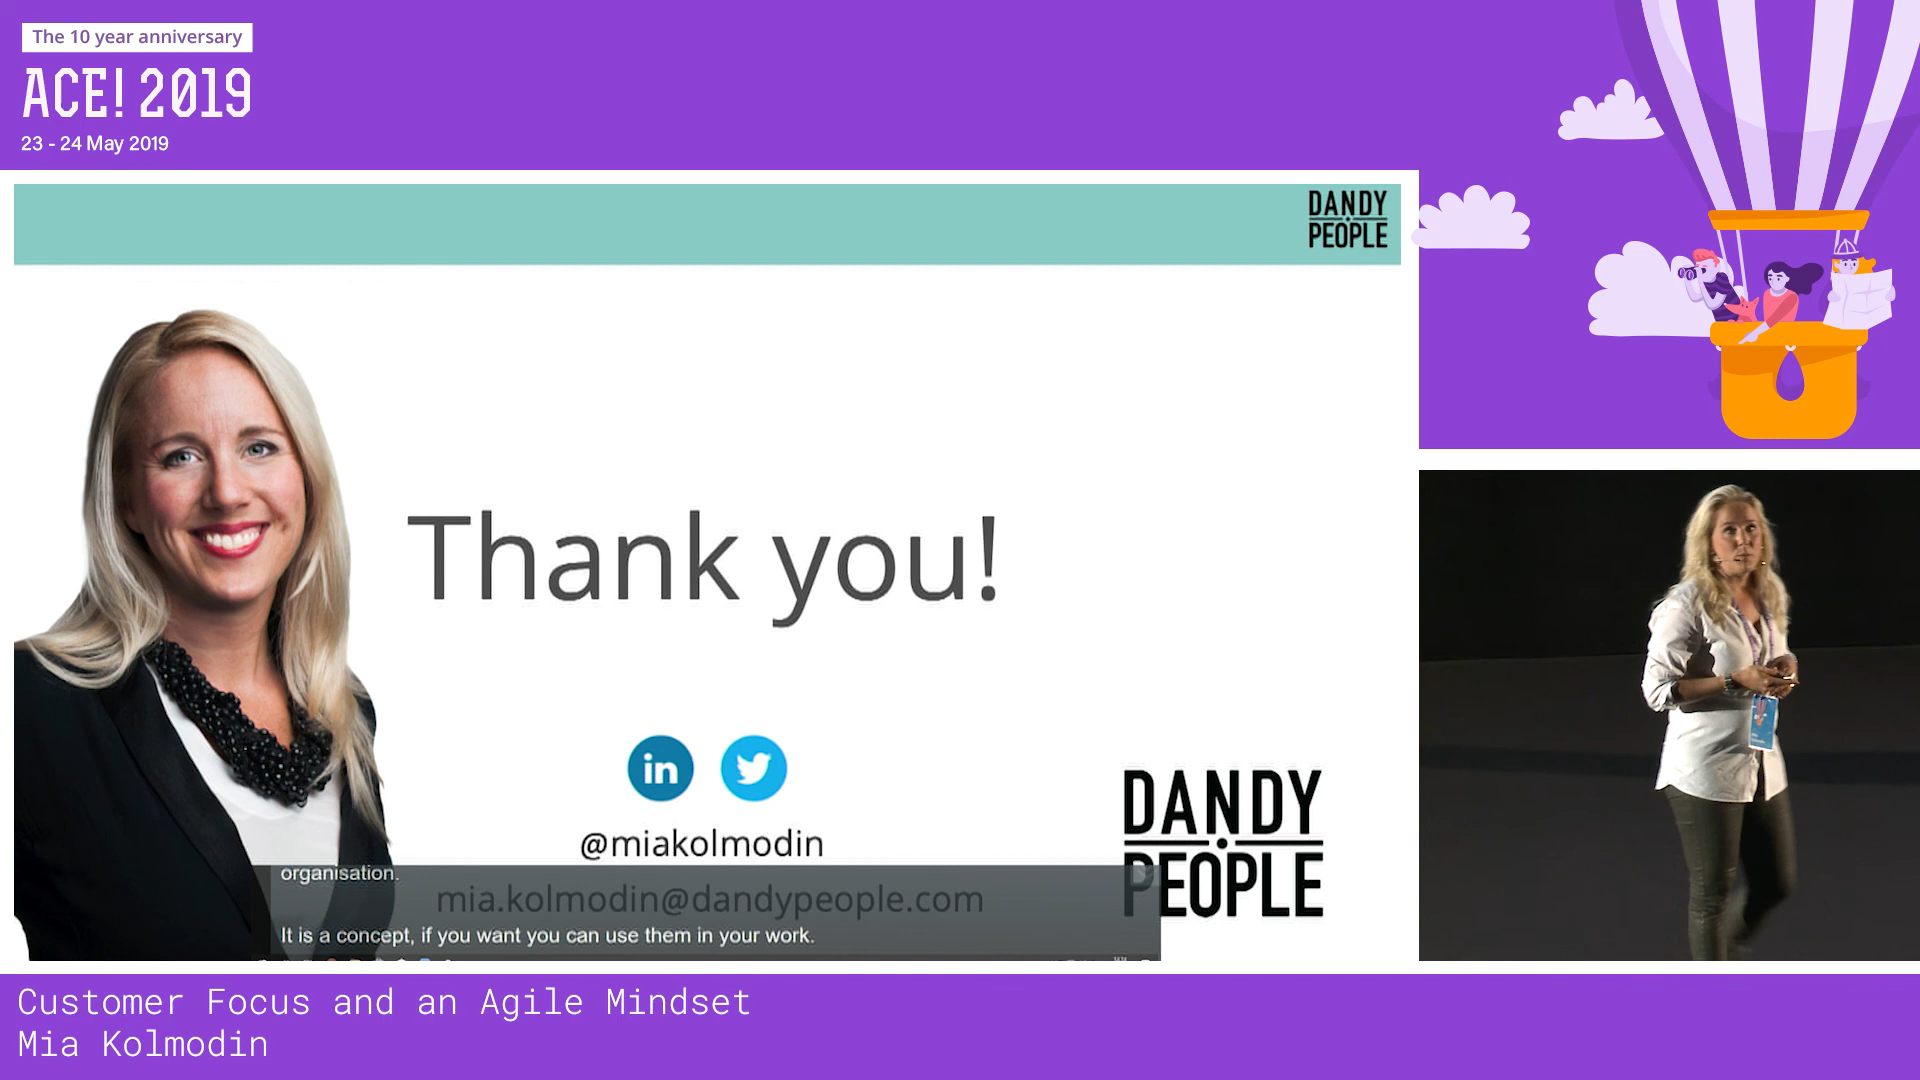 The 10 year anniversary
ACE! 2019
23 - 24 May 2019
DANDY
PEOPLE
Thank you!
in
@miakolmodin
mia.kolmodin@dandypeople.com
DANDY
PEOPLE
organisation.
It is a concept, if you want you can use them in your work.
Customer Focus and an Agile Mindset
Mia Kolmodin